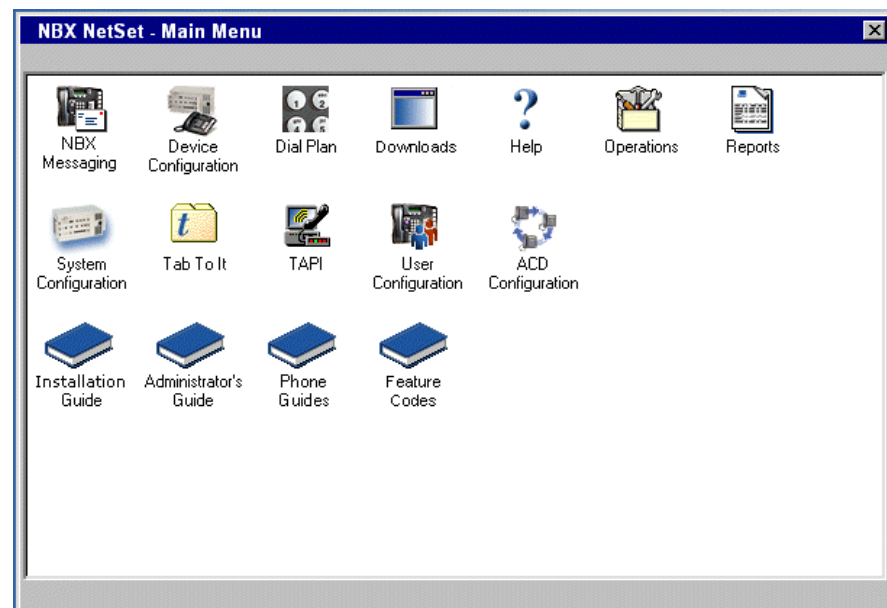 NBX NetSet - Main Menu
NBX
Messaging
Device
Configuration
Dial Plan
Downloads
Help
Operations
Reports
System
Configuration
Tab To It
TAPI
User
Configuration
ACD
Configuration
Installation
Guide
Administrator's
Guide
Phone
Guides
Feature
Codes